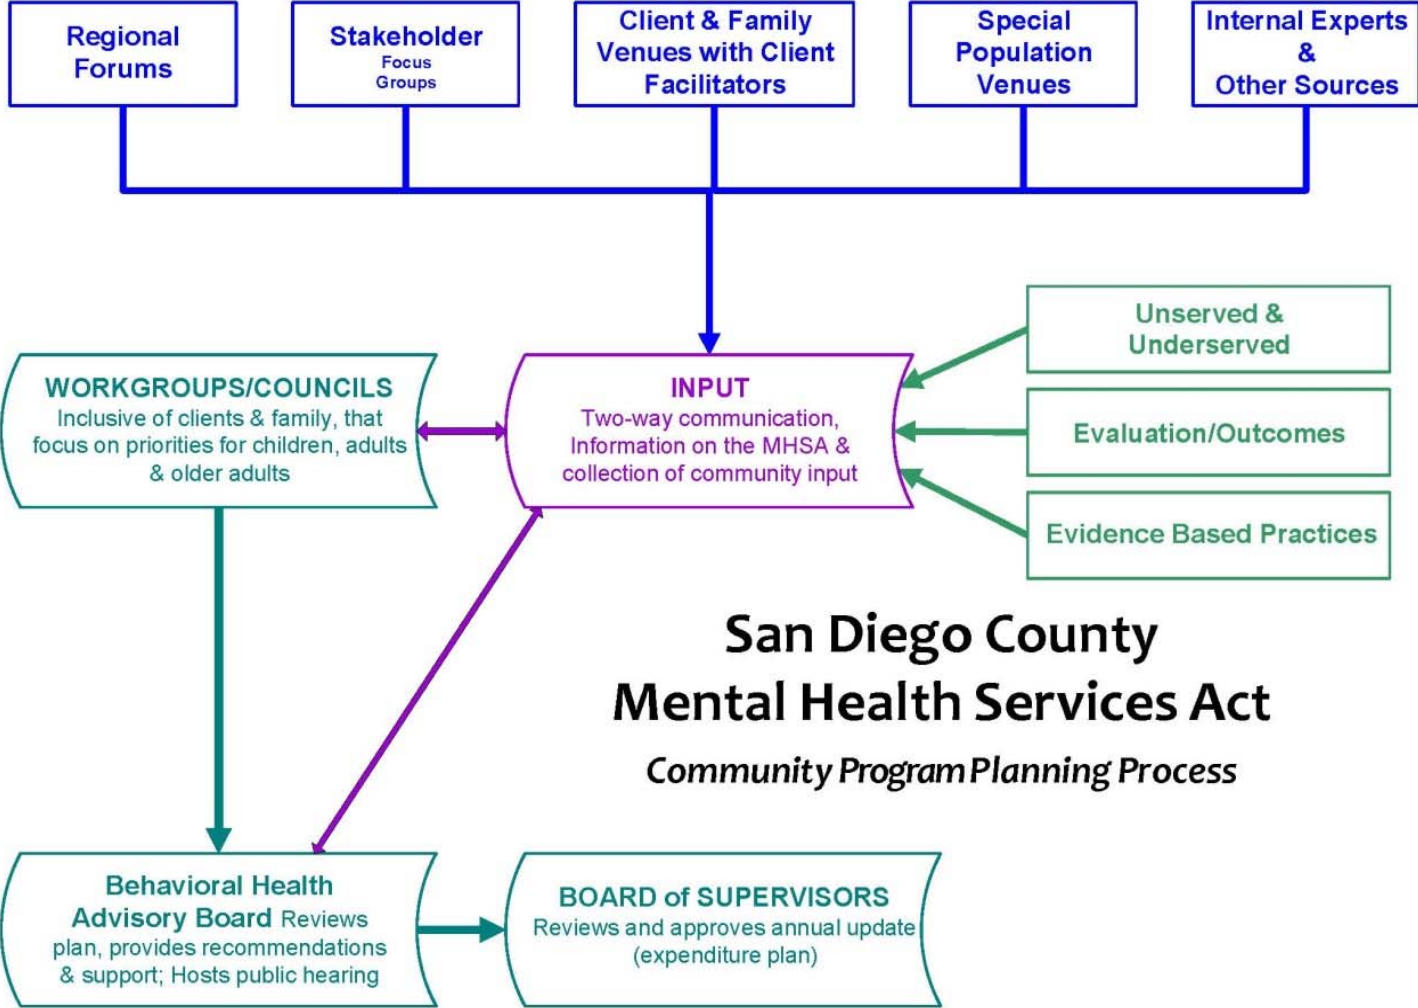 Regional
Forums
Stakeholder
Focus
Groups
Client & Family
Venues with Client
Facilitators
Special
Population
Venues
Internal Experts
&
Other Sources
Unserved &
Underserved
Evaluation/Outcomes
Evidence Based Practices
WORKGROUPS/COUNCILS
Inclusive of clients & family, that
focus on priorities for children, adults
& older adults
INPUT
Two-way communication,
Information on the MHSA &
collection of community input
San Diego County
Mental Health Services Act
Community Program Planning Process
Behavioral Health
Advisory Board Reviews
plan, provides recommendations
& support; Hosts public hearing
BOARD of SUPERVISORS
Reviews and approves annual update
(expenditure plan)